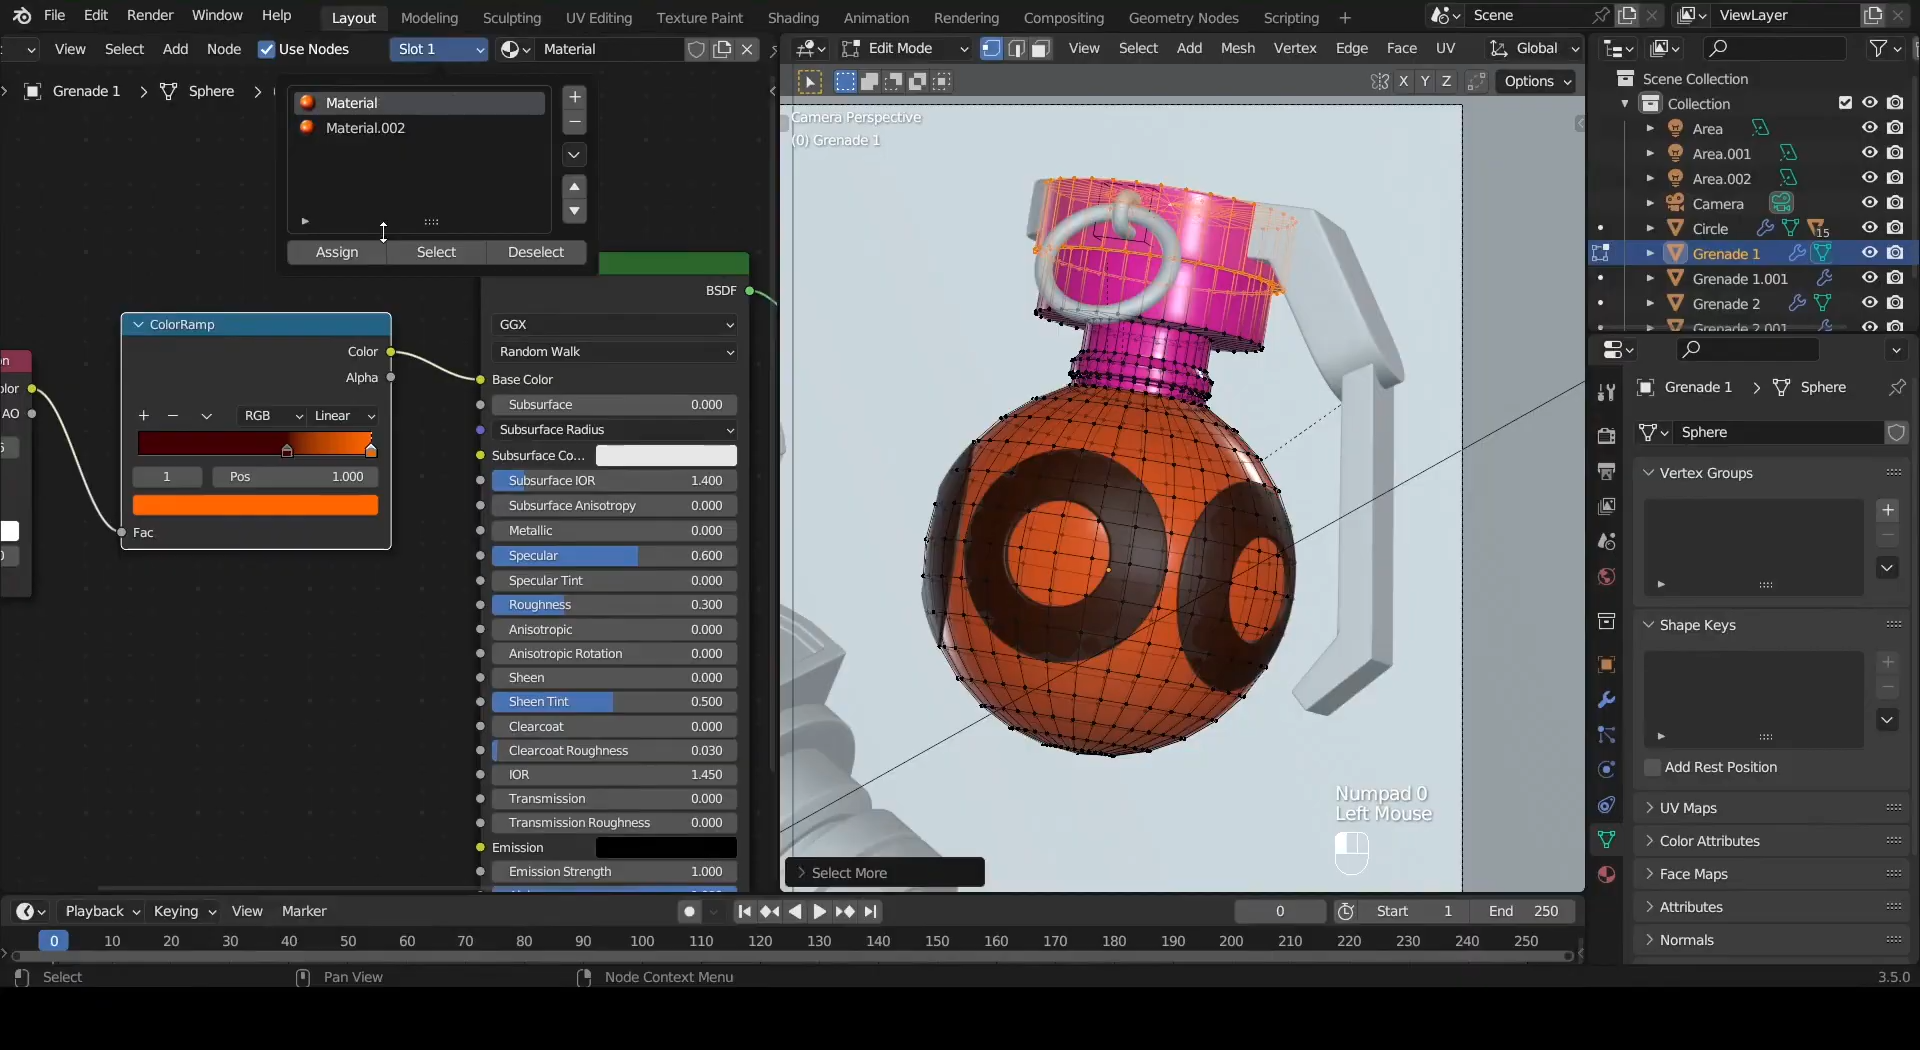 File Edit Render Window Help Layout Modeling Sculpting UV Editing Texture Paint Shading Animation Rendering Compositing Geometry Nodes Scripting + Scene ViewLayer
View Select Add Node Use Nodes Slot 1 Material
Edit Mode View Select Add Mesh Vertex Edge Face UV Global
X Y Z Options
Grenade 1 > Sphere >
Material
Material.002
Assign Select Deselect
Camera Perspective
(0) Grenade 1
Scene Collection
Collection
Area
Area.001
Area.002
Camera
Circle 15
Grenade 1
Grenade 1.001
Grenade 2
Grenade 2.001
BSDF
GGX
Random Walk
Base Color
Subsurface 0.000
Subsurface Radius
Subsurface Co...
Subsurface IOR 1.400
Subsurface Anisotropy 0.000
Metallic 0.000
Specular 0.600
Specular Tint 0.000
Roughness 0.300
Anisotropic 0.000
Anisotropic Rotation 0.000
Sheen 0.000
Sheen Tint 0.500
Clearcoat 0.000
Clearcoat Roughness 0.030
IOR 1.450
Transmission 0.000
Transmission Roughness 0.000
Emission
Emission Strength 1.000
ColorRamp
Color
Alpha
RGB Linear
1 Pos 1.000
Fac
AO
Numpad 0
Left Mouse
Select More
Grenade 1 > Sphere
Sphere
Vertex Groups
Shape Keys
Add Rest Position
UV Maps
Color Attributes
Face Maps
Attributes
Normals
Playback Keying View Marker 0 Start 1 End 250
0 10 20 30 40 50 60 70 80 90 100 110 120 130 140 150 160 170 180 190 200 210 220 230 240 250
Select Pan View Node Context Menu 3.5.0